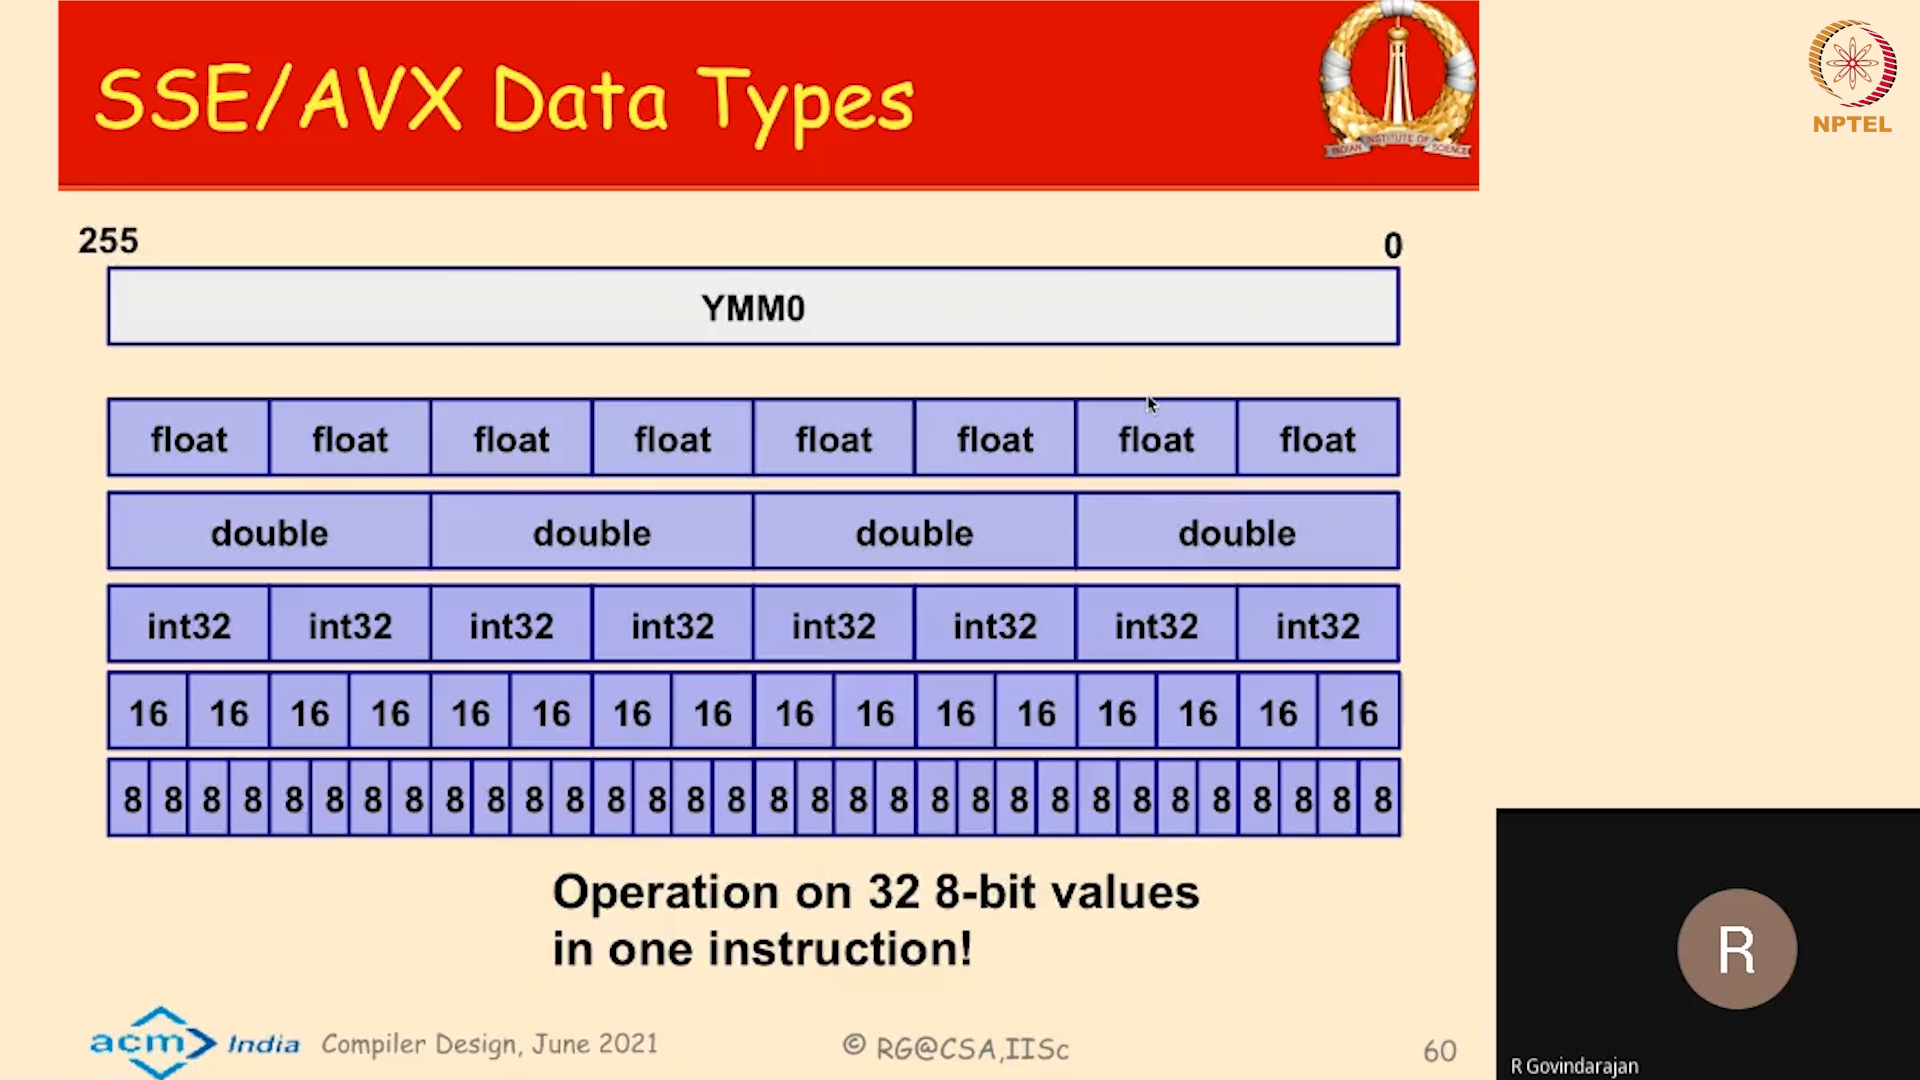 SSE/AVX Data Types
INDIAN INSTITUTE OF SCIENCE
NPTEL
255 0
YMM0
float float float float float float float float
double double double double
int32 int32 int32 int32 int32 int32 int32 int32
16 16 16 16 16 16 16 16 16 16 16 16 16 16 16 16
8 8 8 8 8 8 8 8 8 8 8 8 8 8 8 8 8 8 8 8 8 8 8 8 8 8 8 8 8 8 8 8
Operation on 32 8-bit values
in one instruction!
R
acm India Compiler Design, June 2021 © RG@CSA,IISc 60
R Govindarajan